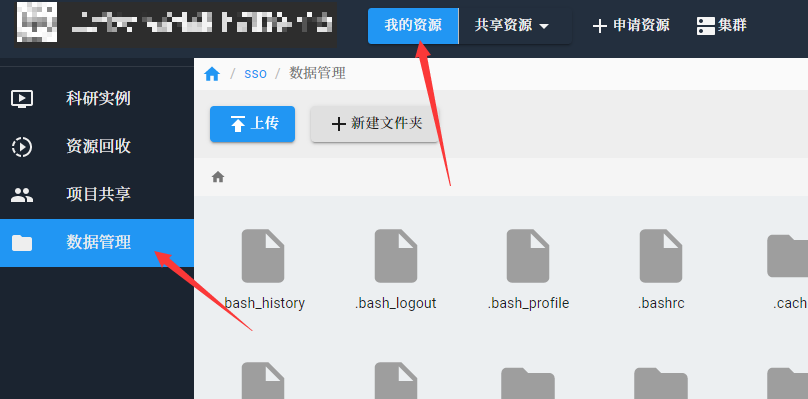 我的资源 共享资源 申请资源 集群
/ sso / 数据管理
科研实例
上传 新建文件夹
资源回收
项目共享
数据管理
.bash_history .bash_logout .bash_profile .bashrc .cach